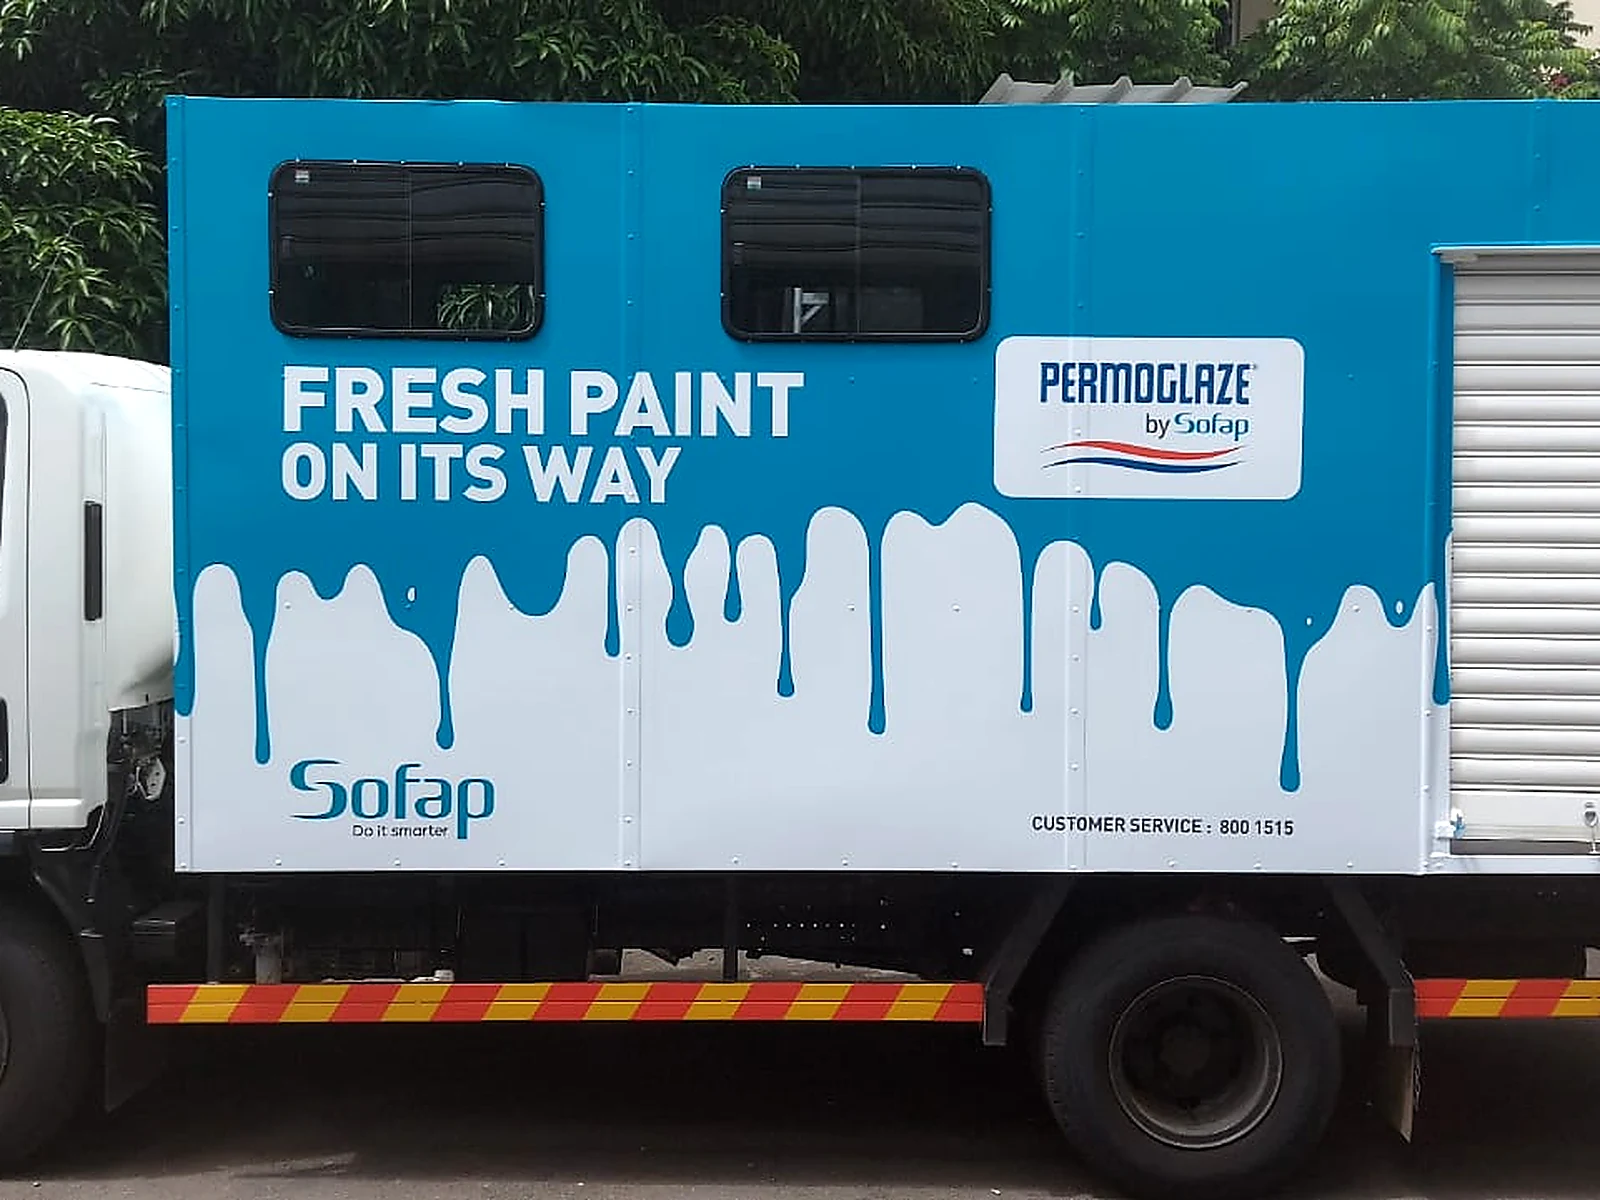 FRESH PAINT
ON ITS WAY
PERMOGLAZE®
by Sofap
Sofap
Do it smarter
CUSTOMER SERVICE : 800 1515